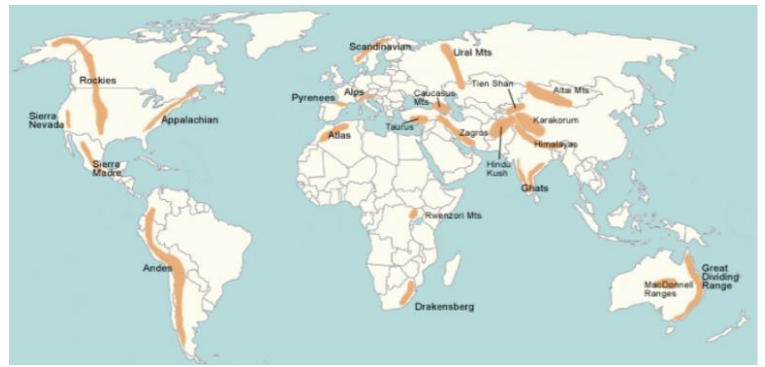 Scandinavian
Ural Mts
Rockies
Tien Shan
Alps
Caucasus
Mts
Altai Mts
Pyrenees
Sierra
Nevada
Appalachian
Taurus
Karakorum
Atlas
Zagros
Himalayas
Sierra
Madre
Hindu
Kush
Ghats
Rwenzori Mts
Andes
Great
Dividing
Range
MacDonnell
Ranges
Drakensberg